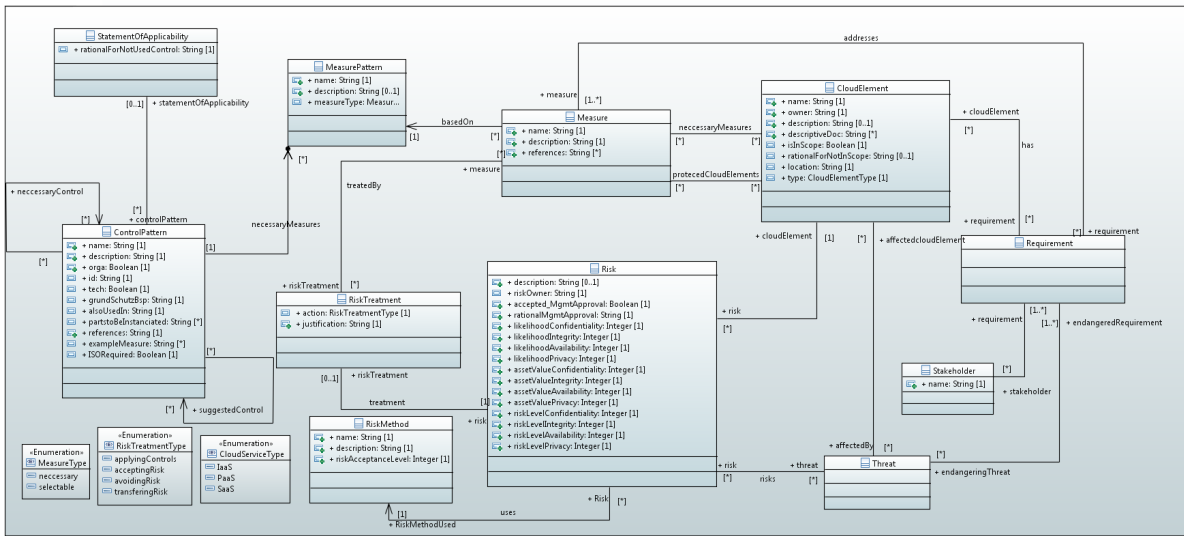 StatementOfApplicability
+ rationalForNotUsedControl: String [1]
[0..1]
+ statementOfApplicability
MeasurePattern
+ name: String [1]
+ description: String [0..1]
+ measureType: Measur...
[1]
[*]
basedOn
[*]
addresses
+ measure
[1..*]
Measure
+ name: String [1]
+ description: String [1]
+ references: String [*]
[*]
+ measure
treatedBy
neccessaryMeasures
[*]
[*]
protecedCloudElements
[*]
[*]
CloudElement
+ name: String [1]
+ owner: String [1]
+ description: String [0..1]
+ descriptiveDoc: String [*]
+ isInScope: Boolean [1]
+ rationalForNotInScope: String [0..1]
+ location: String [1]
+ type: CloudElementType [1]
+ cloudElement
[*]
has
+ requirement
[*]
[*]
+ requirement
Requirement
+ cloudElement
[1]
[*]
+ affectedcloudElement
+ neccessaryControl
[*]
[*]
[*]
+ controlPattern
[1]
necessaryMeasures
ControlPattern
+ name: String [1]
+ description: String [1]
+ orga: Boolean [1]
+ id: String [1]
+ tech: Boolean [1]
+ grundSchutzBsp: String [1]
+ alsoUsedIn: String [1]
+ partstoBeInstanciated: String [*]
+ references: String [1]
+ exampleMeasure: String [*]
+ ISORequired: Boolean [1]
[*]
[*]
+ suggestedControl
+ riskTreatment
[*]
RiskTreatment
+ action: RiskTreatmentType [1]
+ justification: String [1]
[0..1]
+ riskTreatment
treatment
[1]
+ risk
Risk
+ description: String [0..1]
+ riskOwner: String [1]
+ accepted_MgmtApproval: Boolean [1]
+ rationalMgmtApproval: String [1]
+ likelihoodConfidentiality: Integer [1]
+ likelihoodIntegrity: Integer [1]
+ likelihoodAvailability: Integer [1]
+ likelihoodPrivacy: Integer [1]
+ assetValueConfidentiality: Integer [1]
+ assetValueIntegrity: Integer [1]
+ assetValueAvailability: Integer [1]
+ assetValuePrivacy: Integer [1]
+ riskLevelConfidentiality: Integer [1]
+ riskLevelIntegrity: Integer [1]
+ riskLevelAvailability: Integer [1]
+ riskLevelPrivacy: Integer [1]
+ risk
[*]
[1..*]
+ requirement
[1..*]
+ endangeredRequirement
[*]
+ stakeholder
Stakeholder
+ name: String [1]
RiskMethod
+ name: String [1]
+ description: String [1]
+ riskAcceptanceLevel: Integer [1]
[1]
+ RiskMethodUsed
uses
+ Risk
[*]
+ risk
[*]
risks
+ threat
[*]
+ affectedBy
[*]
[*]
+ endangeringThreat
Threat
«Enumeration»
MeasureType
neccessary
selectable
«Enumeration»
RiskTreatmentType
applyingControls
acceptingRisk
avoidingRisk
transferingRisk
«Enumeration»
CloudServiceType
IaaS
PaaS
SaaS